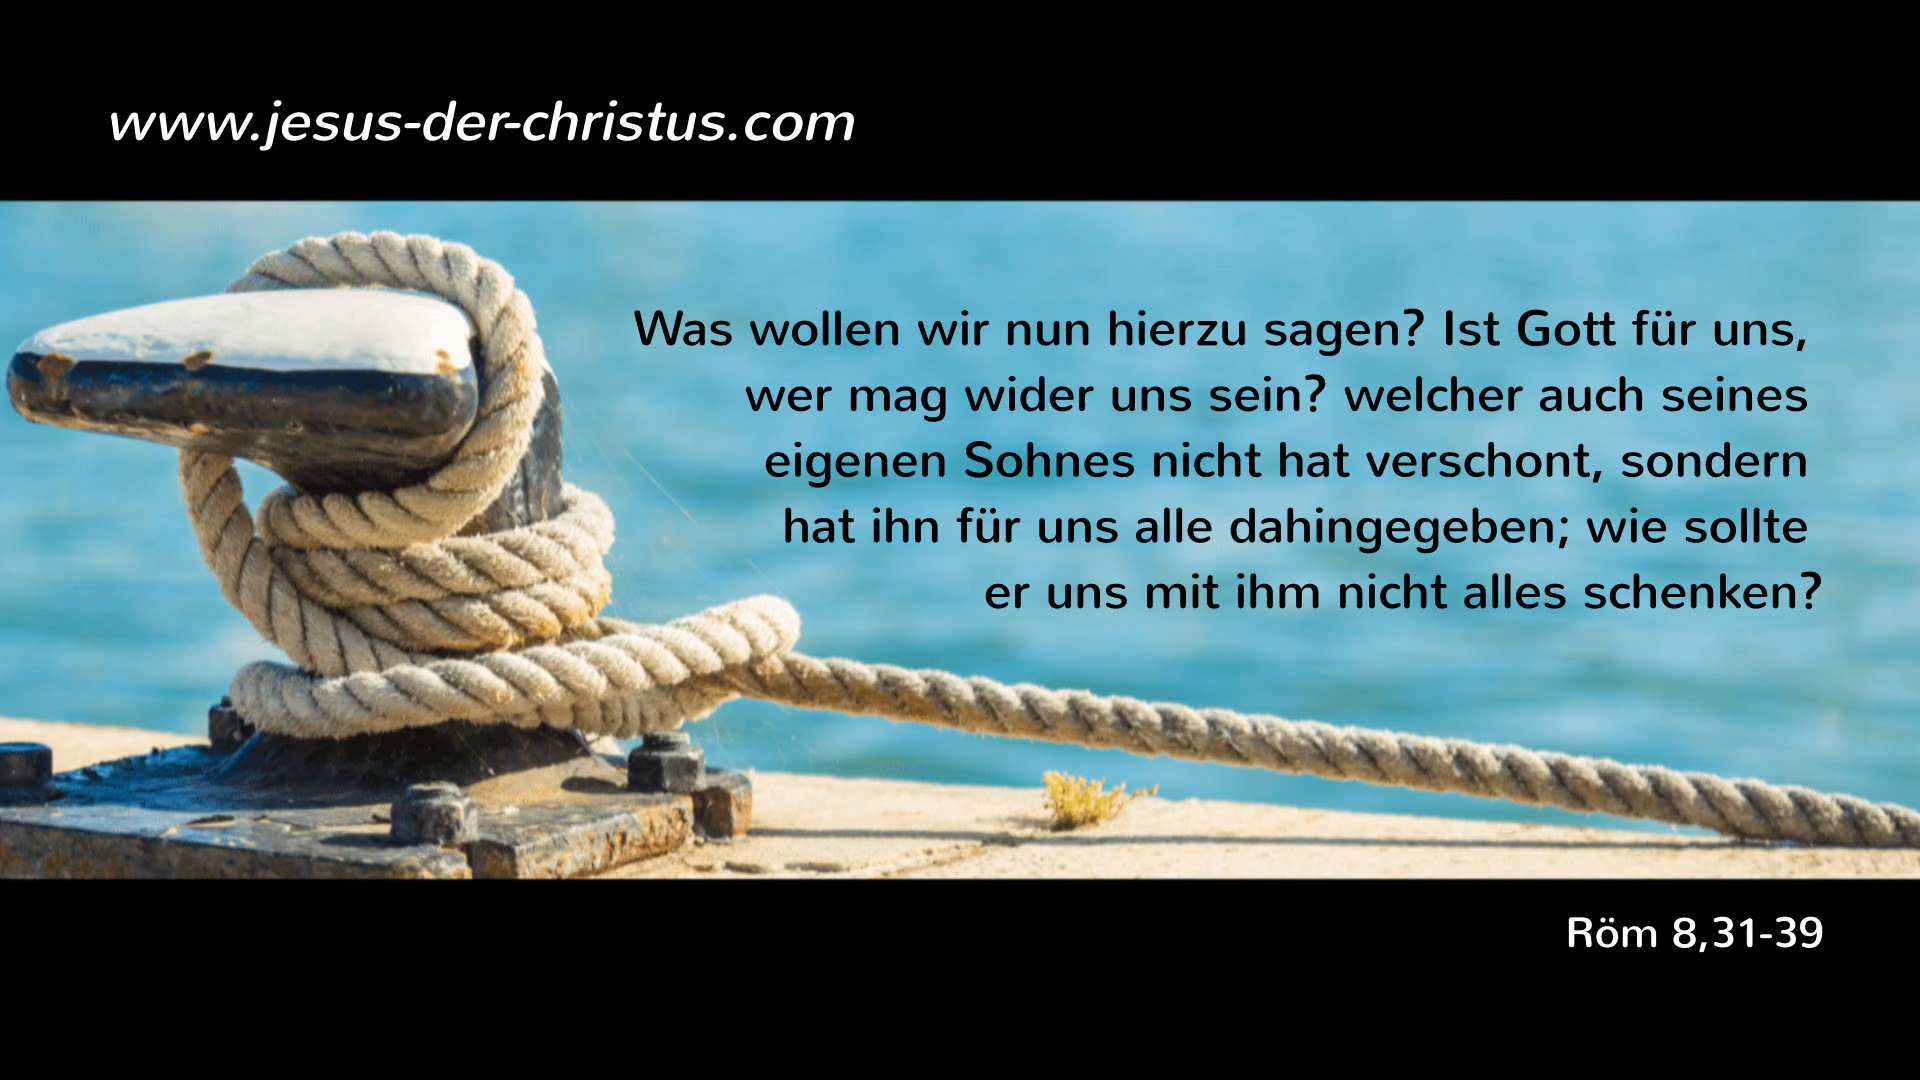 www.jesus-der-christus.com
Was wollen wir nun hierzu sagen? Ist Gott für uns,
wer mag wider uns sein? welcher auch seines
eigenen Sohnes nicht hat verschont, sondern
hat ihn für uns alle dahingegeben; wie sollte
er uns mit ihm nicht alles schenken?
Röm 8,31-39